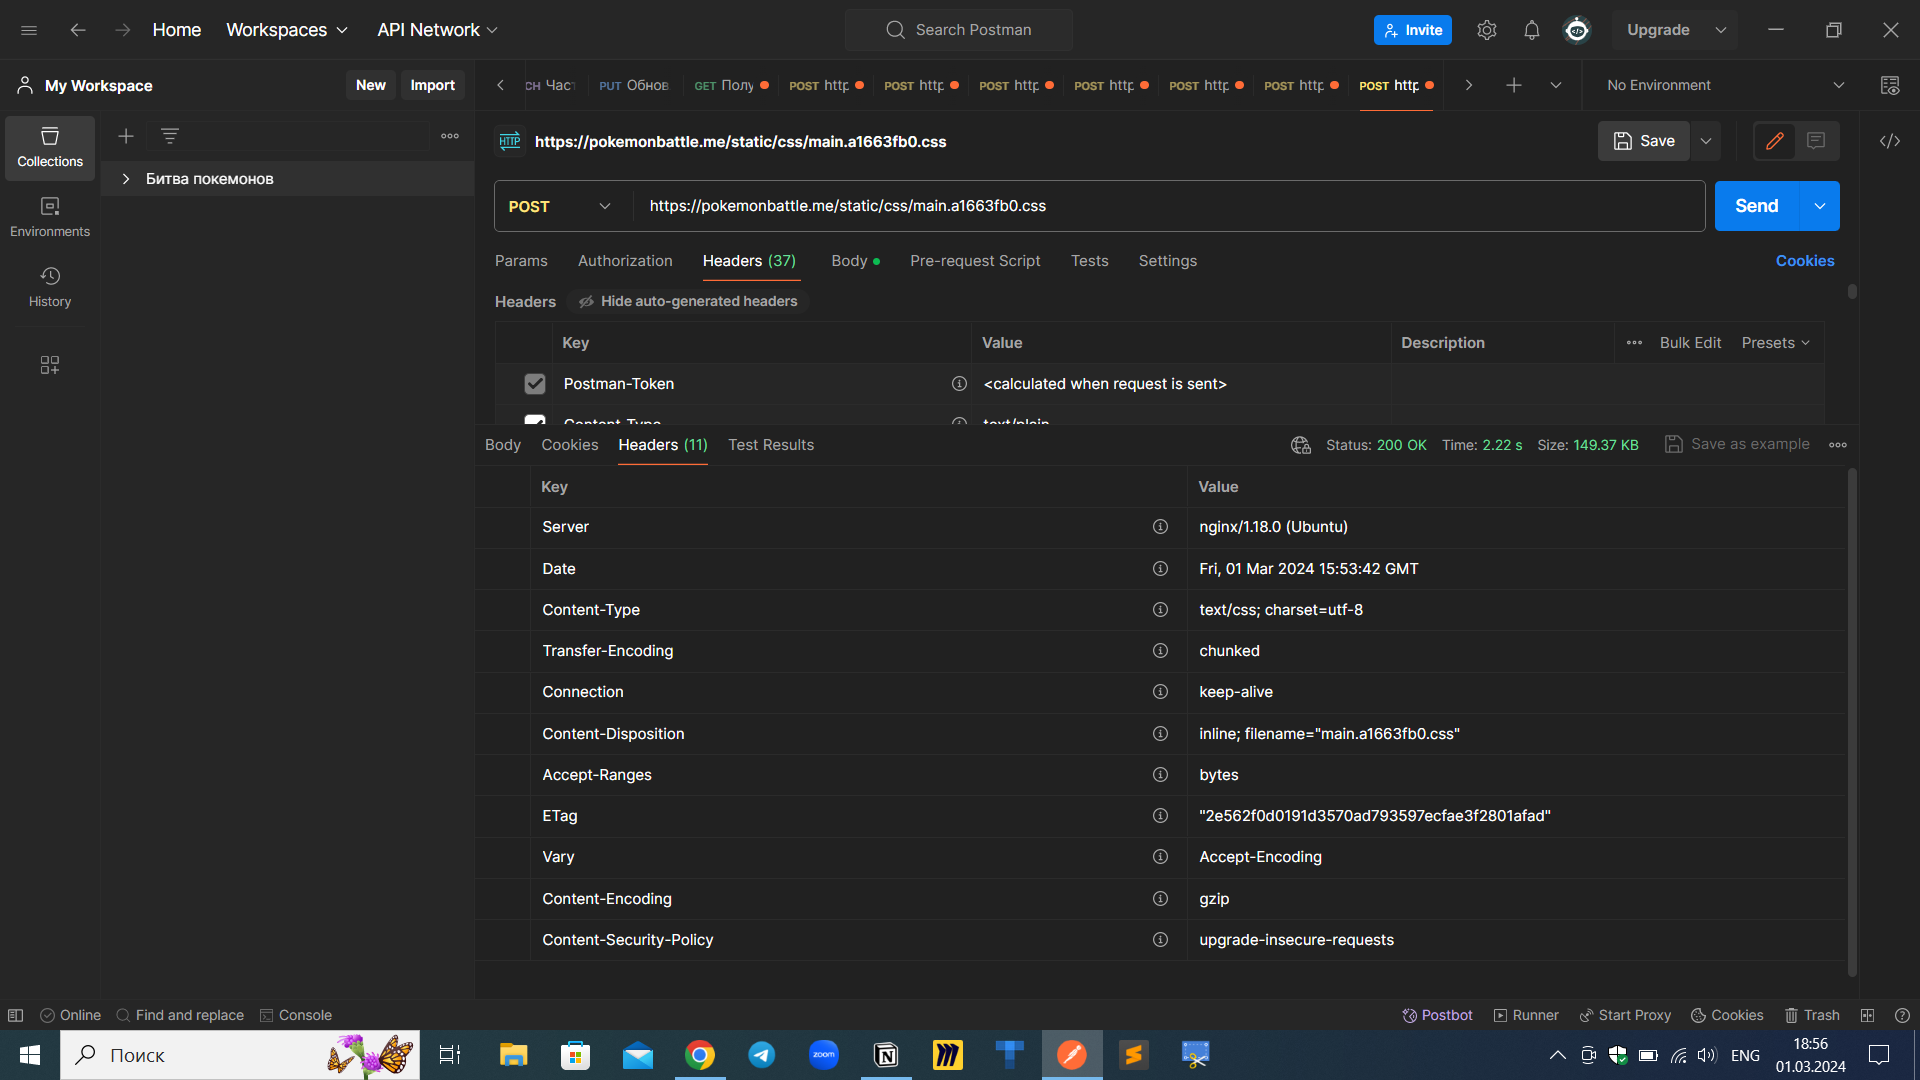 Home Workspaces API Network Search Postman Invite Upgrade
My Workspace New Import СН Част PUT Обнов GET Полу POST http POST http POST http POST http POST http POST http POST http No Environment
Collections
Environments
History
Битва покемонов
HTTP https://pokemonbattle.me/static/css/main.a1663fb0.css Save
POST https://pokemonbattle.me/static/css/main.a1663fb0.css Send
Params Authorization Headers (37) Body Pre-request Script Tests Settings Cookies
Headers Hide auto-generated headers
Key Value Description Bulk Edit Presets
Postman-Token <calculated when request is sent>
Content-Type text/plain
Body Cookies Headers (11) Test Results Status: 200 OK Time: 2.22 s Size: 149.37 KB Save as example
Key Value
Server nginx/1.18.0 (Ubuntu)
Date Fri, 01 Mar 2024 15:53:42 GMT
Content-Type text/css; charset=utf-8
Transfer-Encoding chunked
Connection keep-alive
Content-Disposition inline; filename="main.a1663fb0.css"
Accept-Ranges bytes
ETag "2e562f0d0191d3570ad793597ecfae3f2801afad"
Vary Accept-Encoding
Content-Encoding gzip
Content-Security-Policy upgrade-insecure-requests
Online Find and replace Console Postbot Runner Start Proxy Cookies Trash
Поиск zoom ENG 18:56
01.03.2024